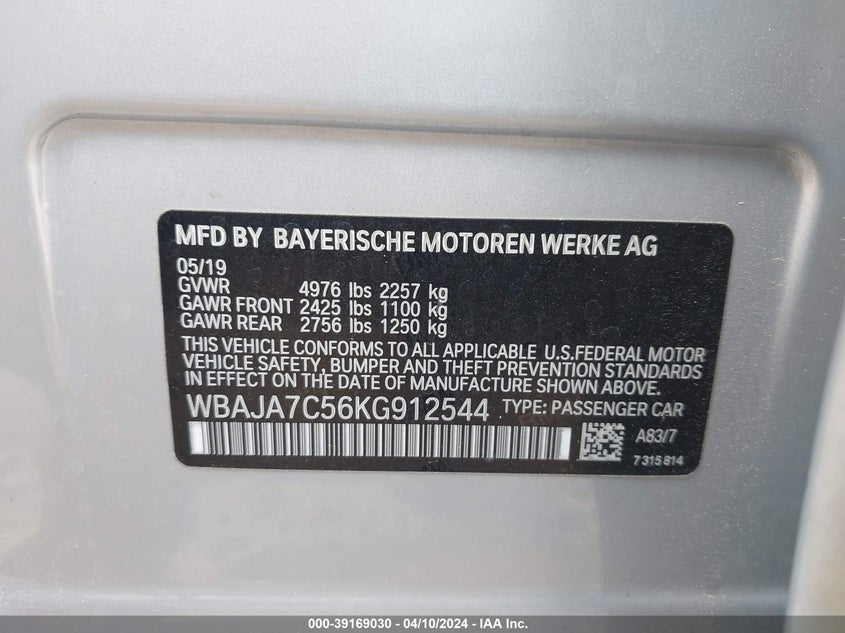 MFD BY BAYERISCHE MOTOREN WERKE AG
05/19
GVWR 4976 lbs 2257 kg
GAWR FRONT 2425 lbs 1100 kg
GAWR REAR 2756 lbs 1250 kg
THIS VEHICLE CONFORMS TO ALL APPLICABLE U.S.FEDERAL MOTOR
VEHICLE SAFETY, BUMPER AND THEFT PREVENTION STANDARDS
IN EFFECT ON THE DATE OF MANUFACTURE SHOWN ABOVE.
WBAJA7C56KG912544 TYPE: PASSENGER CAR
A83/7
7315814
000-39169030 - 04/10/2024 - IAA Inc.